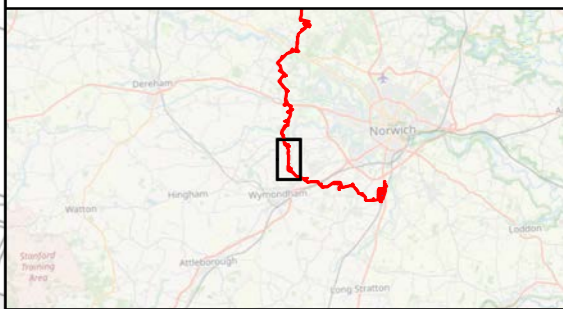 Dereham
Norwich
Hingham
Wymondham
Watton
Loddon
Stanford
Training
Area
Attleborough
Long Stratton